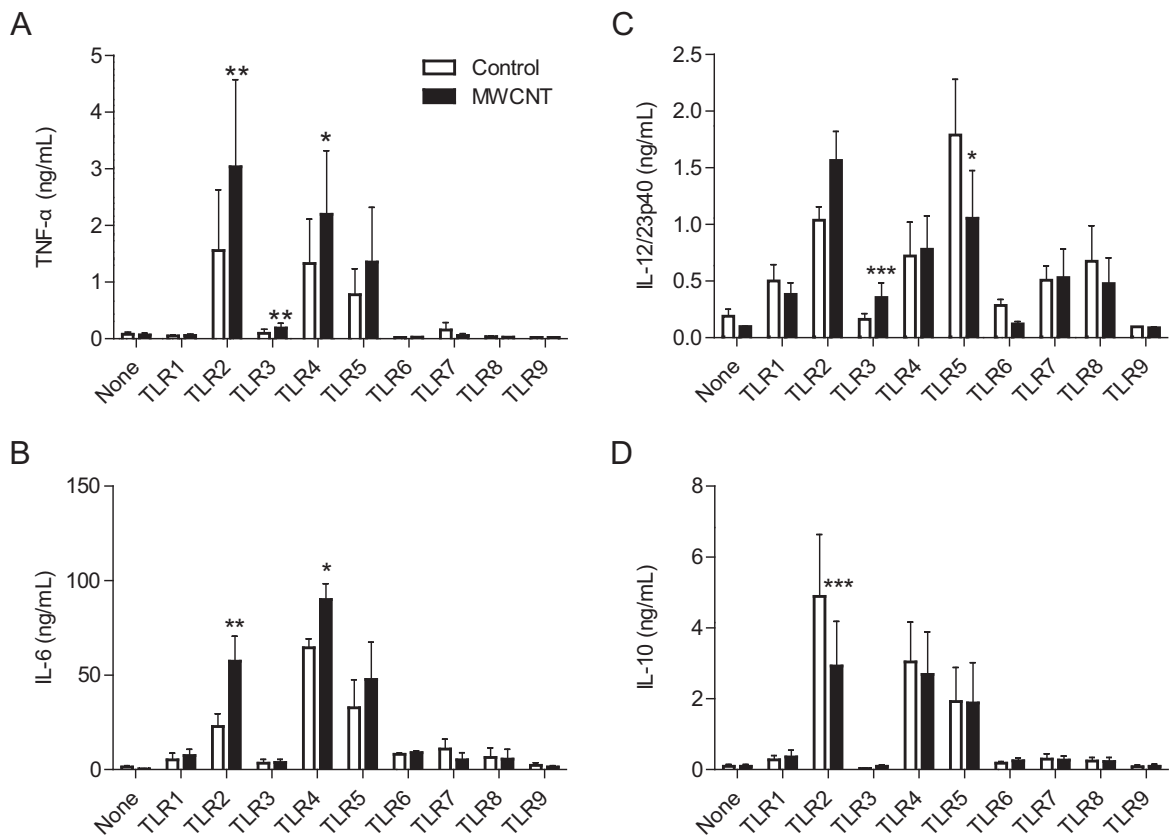 A
TNF-α (ng/mL)
5
4
3
2
1
0
** ** * 
Control
MWCNT
None TLR1 TLR2 TLR3 TLR4 TLR5 TLR6 TLR7 TLR8 TLR9
C
IL-12/23p40 (ng/mL)
2.5
2.0
1.5
1.0
0.5
0.0
*** *
None TLR1 TLR2 TLR3 TLR4 TLR5 TLR6 TLR7 TLR8 TLR9
B
IL-6 (ng/mL)
150
100
50
0
** *
None TLR1 TLR2 TLR3 TLR4 TLR5 TLR6 TLR7 TLR8 TLR9
D
IL-10 (ng/mL)
8
6
4
2
0
***
None TLR1 TLR2 TLR3 TLR4 TLR5 TLR6 TLR7 TLR8 TLR9